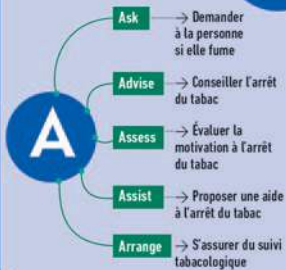 Ask → Demander
à la personne
si elle fume
Advise → Conseiller l'arrêt
du tabac
A
Assess → Évaluer la
motivation à l'arrêt
du tabac
Assist → Proposer une aide
à l'arrêt du tabac
Arrange → S'assurer du suivi
tabacologique